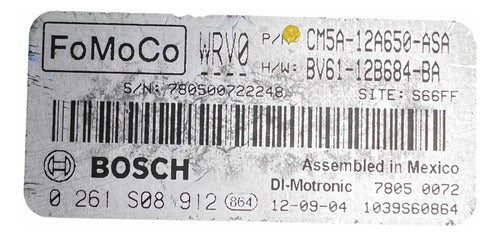 FoMoCo WRV0 P/N: CM5A-12A650-ASA
H/W: BV61-12B684-BA
S/N: 780500722248 SITE: S66FF
BOSCH Assembled in Mexico
DI-Motronic 7805 0072
0 261 S08 912 864 12-09-04 1039S60864